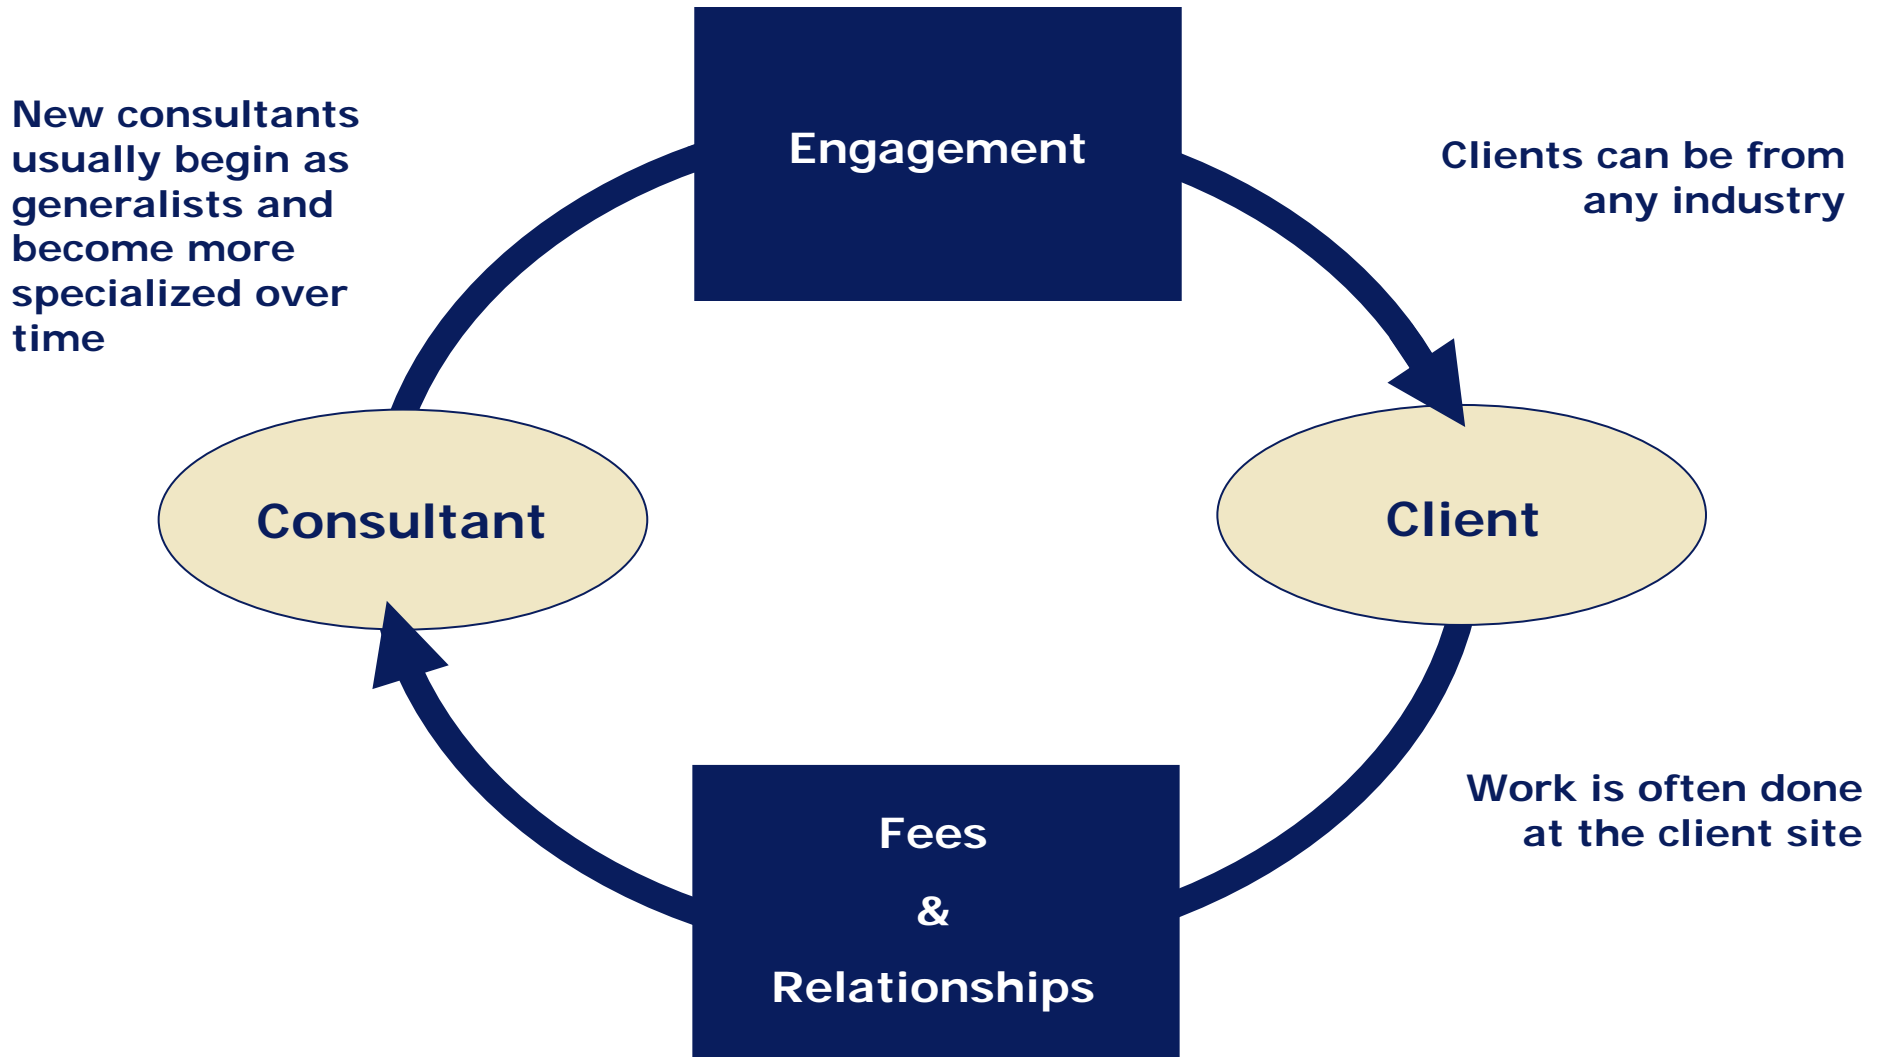 New consultants
usually begin as
generalists and
become more
specialized over
time
Engagement
Clients can be from
any industry
Consultant
Client
Fees
&
Relationships
Work is often done
at the client site